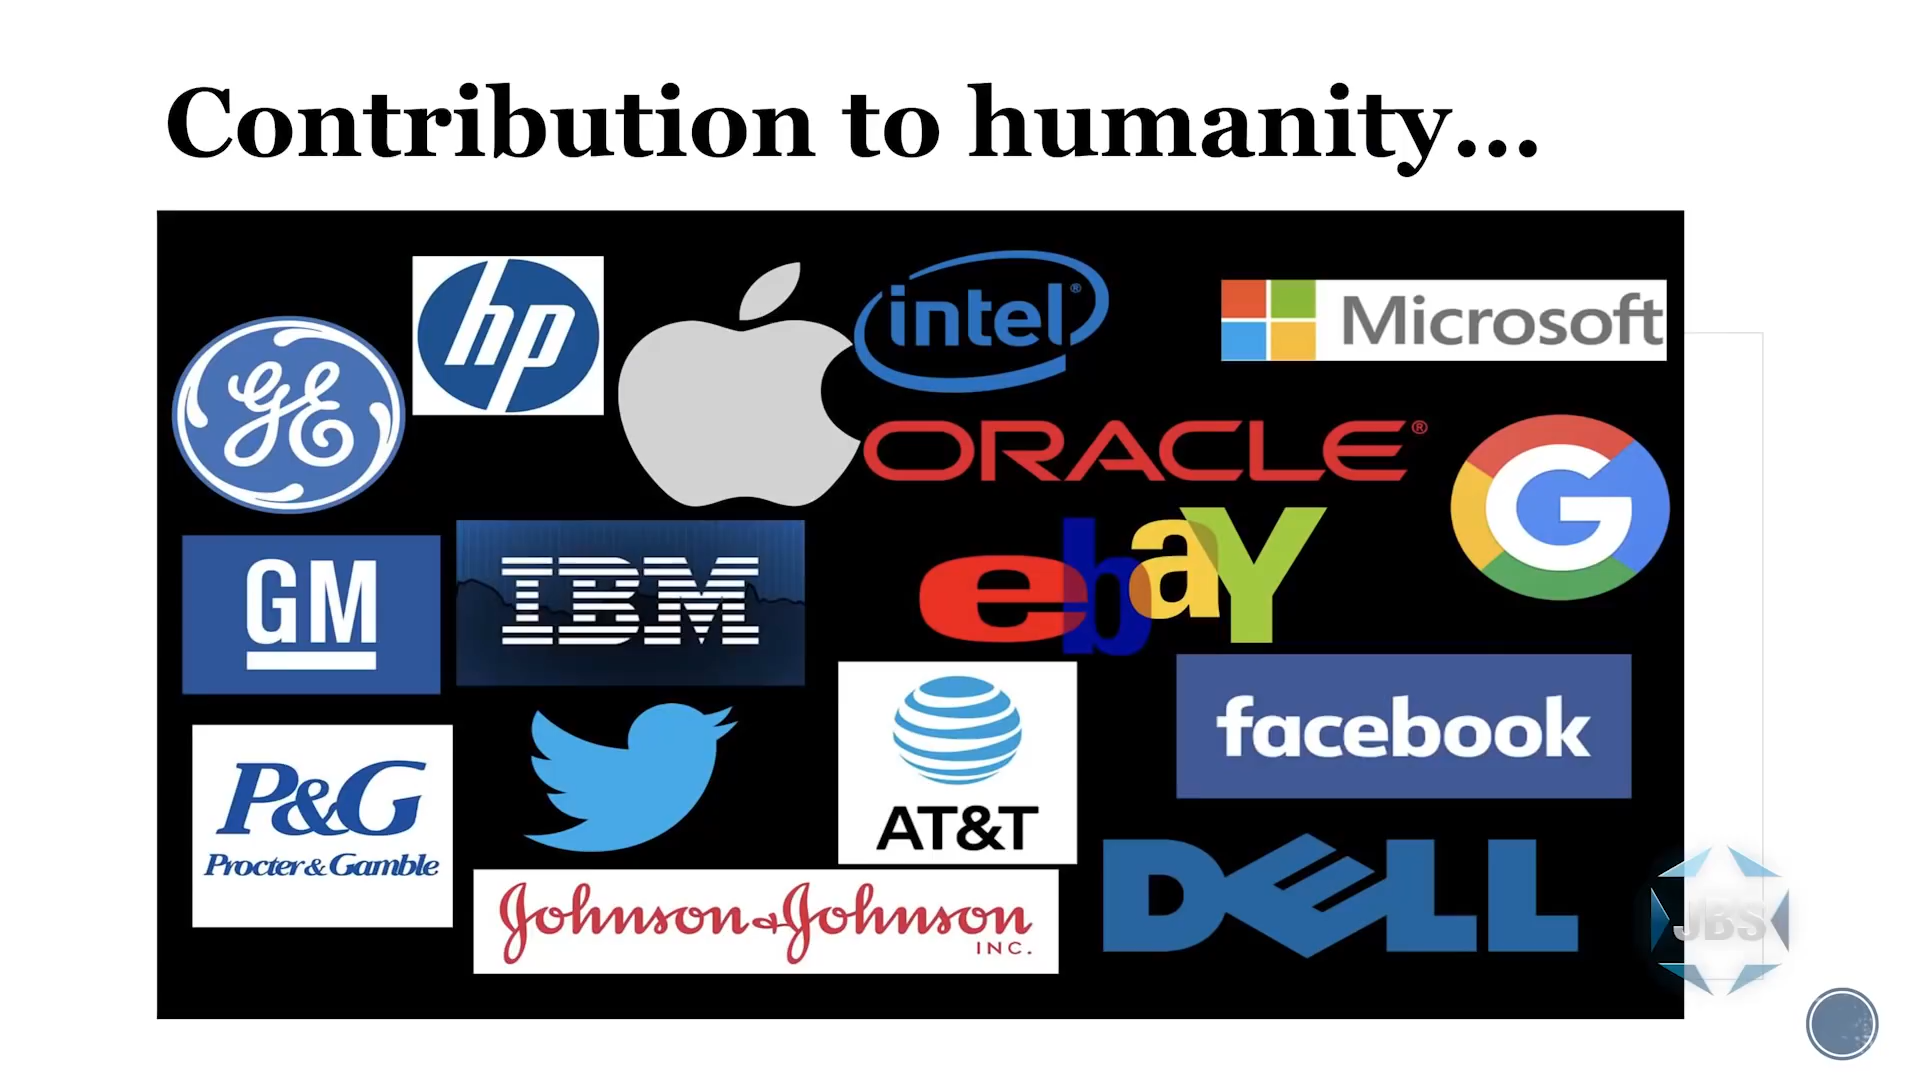 Contribution to humanity...
hp
intel®
Microsoft
GE
ORACLE®
G
GM
IBM
ebaY
facebook
P&G
Procter & Gamble
AT&T
DELL
Johnson & Johnson
INC.
JBS